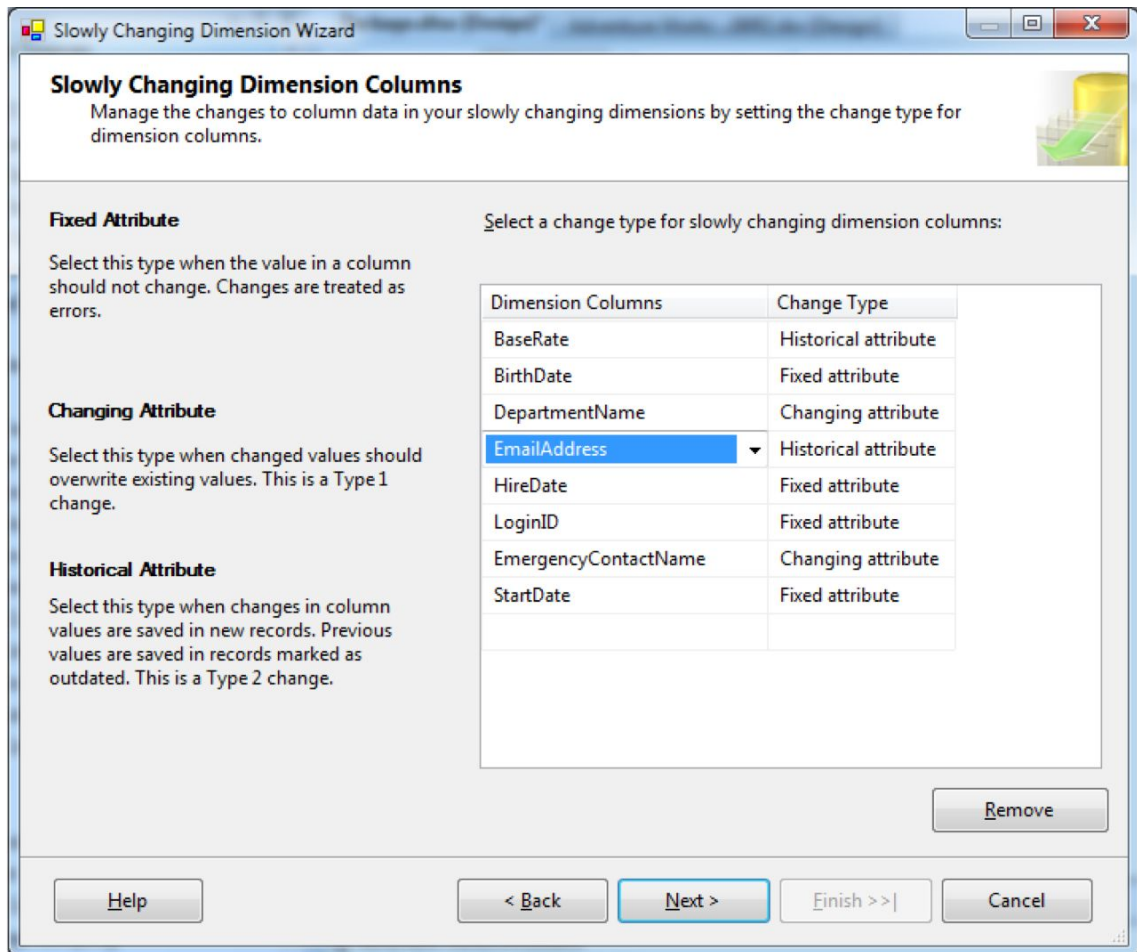 Slowly Changing Dimension Wizard
Slowly Changing Dimension Columns
Manage the changes to column data in your slowly changing dimensions by setting the change type for
dimension columns.
Fixed Attribute
Select this type when the value in a column
should not change. Changes are treated as
errors.
Changing Attribute
Select this type when changed values should
overwrite existing values. This is a Type 1
change.
Historical Attribute
Select this type when changes in column
values are saved in new records. Previous
values are saved in records marked as
outdated. This is a Type 2 change.
Select a change type for slowly changing dimension columns:
Dimension Columns Change Type
BaseRate Historical attribute
BirthDate Fixed attribute
DepartmentName Changing attribute
EmailAddress Historical attribute
HireDate Fixed attribute
LoginID Fixed attribute
EmergencyContactName Changing attribute
StartDate Fixed attribute
Remove
Help < Back Next > Finish >>| Cancel